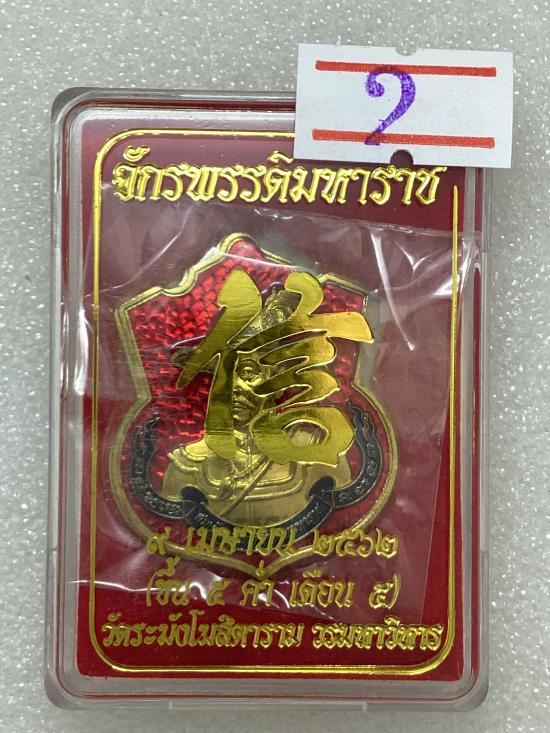 2
จักรพรรดิมหาราช
信
๙ เมษายน ๒๕๖๒
(ขึ้น ๕ ค่ำ เดือน ๕)
วัดระฆังโฆสิตาราม วรมหาวิหาร